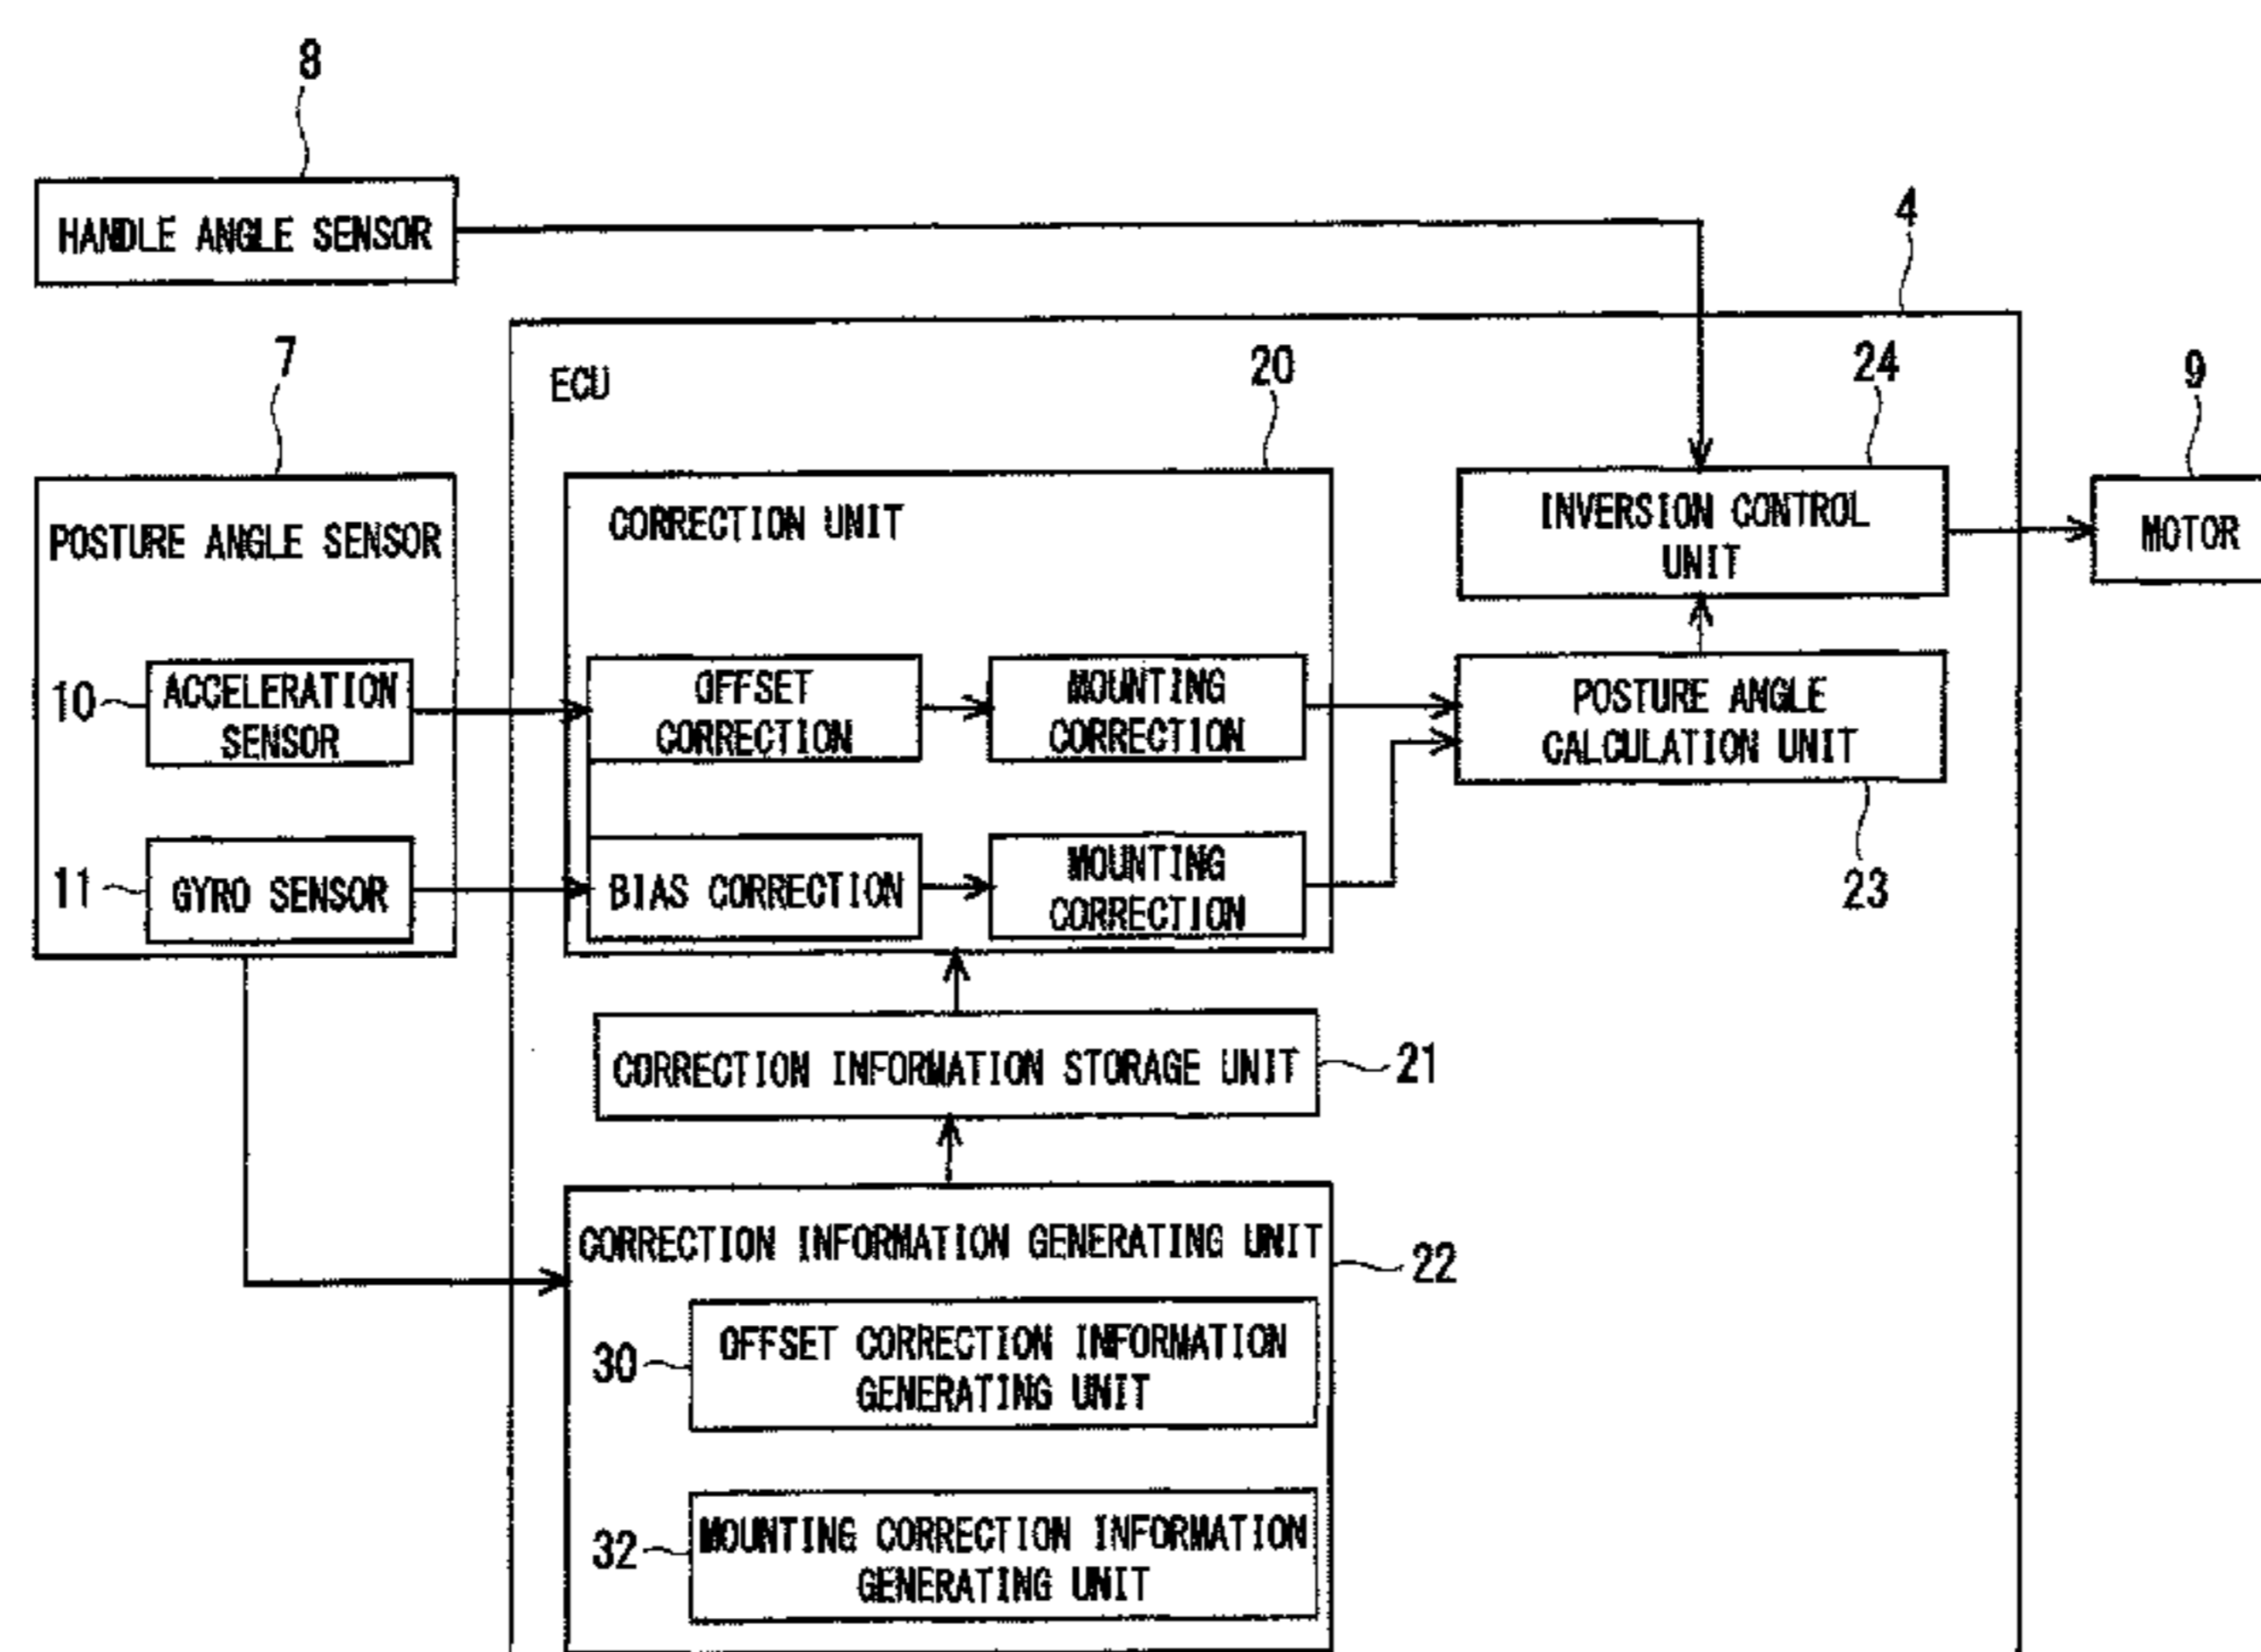 8
HANDLE ANGLE SENSOR
4
7
ECU
20
24
9
POSTURE ANGLE SENSOR
CORRECTION UNIT
INVERSION CONTROL
UNIT
MOTOR
10
ACCELERATION
SENSOR
OFFSET
CORRECTION
MOUNTING
CORRECTION
POSTURE ANGLE
CALCULATION UNIT
11
GYRO SENSOR
BIAS CORRECTION
MOUNTING
CORRECTION
23
CORRECTION INFORMATION STORAGE UNIT
21
CORRECTION INFORMATION GENERATING UNIT
22
30
OFFSET CORRECTION INFORMATION
GENERATING UNIT
32
MOUNTING CORRECTION INFORMATION
GENERATING UNIT